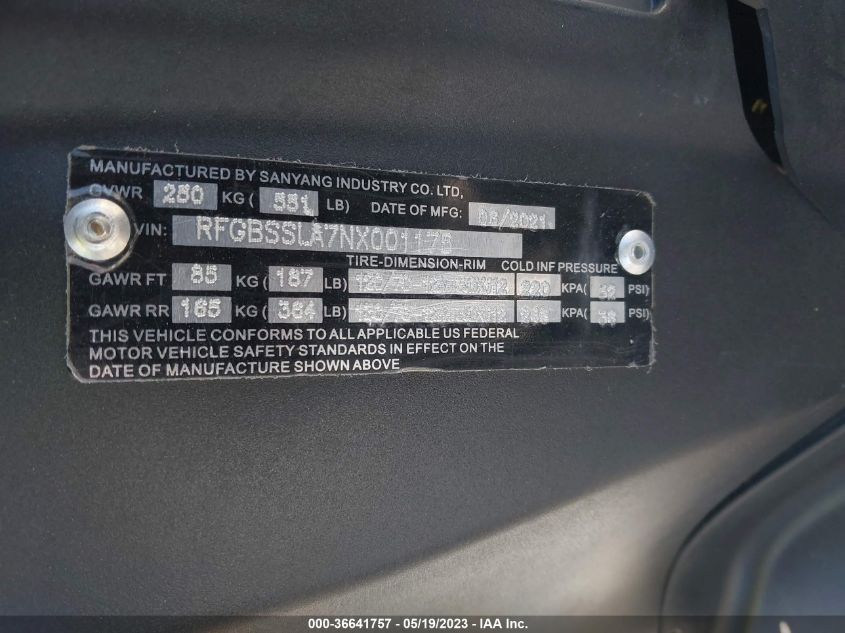 MANUFACTURED BY SANYANG INDUSTRY CO. LTD,
GVWR 250 KG ( 551 LB) DATE OF MFG: 06/2021
VIN: RFGBSSLA7NX001178
TIRE-DIMENSION-RIM COLD INF PRESSURE
GAWR FT 85 KG ( 187 LB) KPA( PSI)
GAWR RR 165 KG ( 364 LB) KPA( PSI)
THIS VEHICLE CONFORMS TO ALL APPLICABLE US FEDERAL
MOTOR VEHICLE SAFETY STANDARDS IN EFFECT ON THE
DATE OF MANUFACTURE SHOWN ABOVE
000-36641757 - 05/19/2023 - IAA Inc.